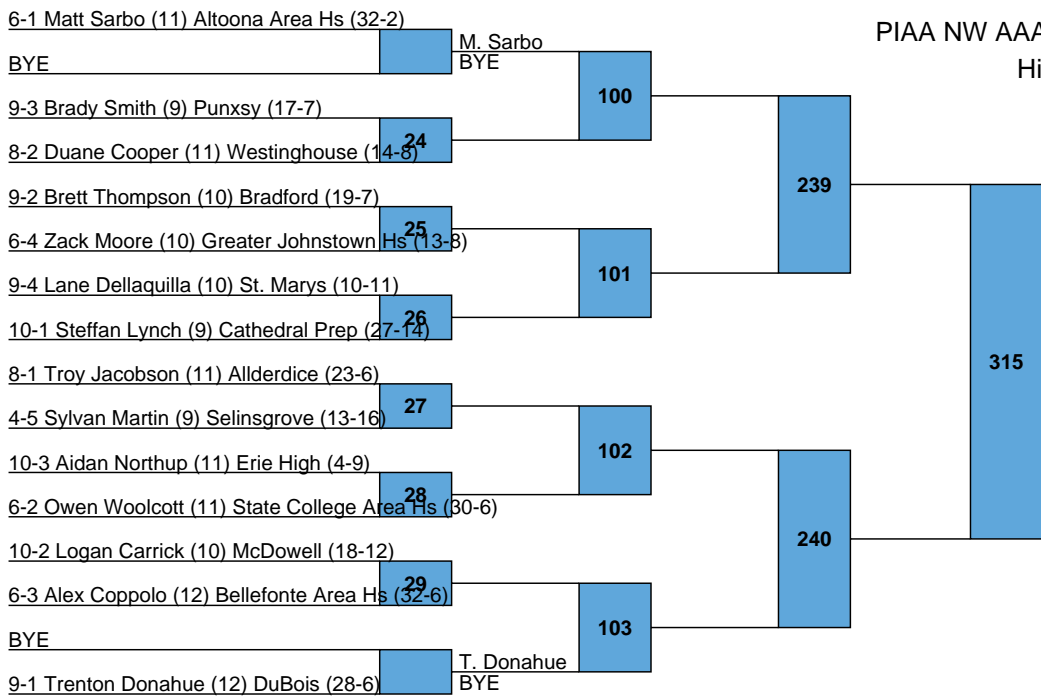 6-1 Matt Sarbo (11) Altoona Area Hs (32-2)
BYE
9-3 Brady Smith (9) Punxsy (17-7)
8-2 Duane Cooper (11) Westinghouse (14-8)
9-2 Brett Thompson (10) Bradford (19-7)
6-4 Zack Moore (10) Greater Johnstown Hs (13-8)
9-4 Lane Dellaquilla (10) St. Marys (10-11)
10-1 Steffan Lynch (9) Cathedral Prep (27-14)
8-1 Troy Jacobson (11) Allderdice (23-6)
4-5 Sylvan Martin (9) Selinsgrove (13-16)
10-3 Aidan Northup (11) Erie High (4-9)
6-2 Owen Woolcott (11) State College Area Hs (30-6)
10-2 Logan Carrick (10) McDowell (18-12)
6-3 Alex Coppolo (12) Bellefonte Area Hs (32-6)
BYE
9-1 Trenton Donahue (12) DuBois (28-6)
24
25
26
27
28
29
M. Sarbo
BYE
T. Donahue
BYE
100
101
102
103
239
240
315
PIAA NW AAA
Hi